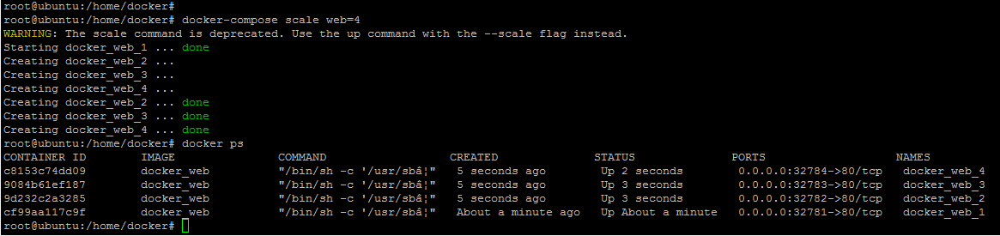 root@ubuntu:/home/docker#
root@ubuntu:/home/docker# docker-compose scale web=4
WARNING: The scale command is deprecated. Use the up command with the --scale flag instead.
Starting docker_web_1 ... done
Creating docker_web_2 ...
Creating docker_web_3 ...
Creating docker_web_4 ...
Creating docker_web_2 ... done
Creating docker_web_3 ... done
Creating docker_web_4 ... done
root@ubuntu:/home/docker# docker ps
CONTAINER ID        IMAGE               COMMAND                  CREATED              STATUS              PORTS                   NAMES
c8153c74dd09        docker_web          "/bin/sh -c '/usr/sbâ¦"   5 seconds ago        Up 2 seconds        0.0.0.0:32784->80/tcp   docker_web_4
9084b61ef187        docker_web          "/bin/sh -c '/usr/sbâ¦"   5 seconds ago        Up 3 seconds        0.0.0.0:32783->80/tcp   docker_web_3
9d232c2a3285        docker_web          "/bin/sh -c '/usr/sbâ¦"   5 seconds ago        Up 3 seconds        0.0.0.0:32782->80/tcp   docker_web_2
cf99aa117c9f        docker_web          "/bin/sh -c '/usr/sbâ¦"   About a minute ago   Up About a minute   0.0.0.0:32781->80/tcp   docker_web_1
root@ubuntu:/home/docker#